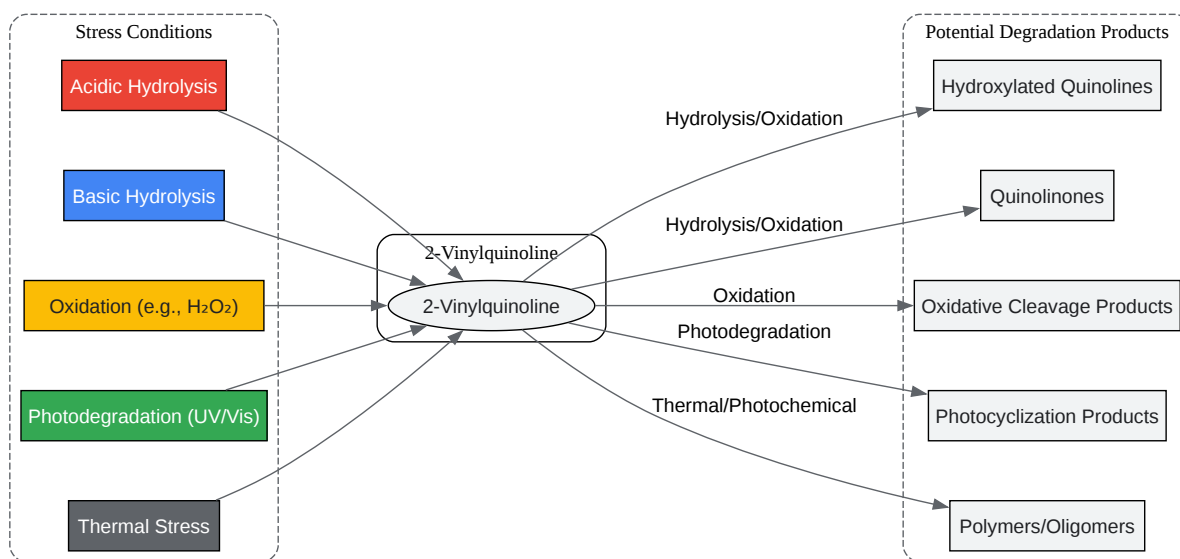 Stress Conditions
Acidic Hydrolysis
Basic Hydrolysis
Oxidation (e.g., H₂O₂)
Photodegradation (UV/Vis)
Thermal Stress
2-Vinylquinoline
2-Vinylquinoline
Hydrolysis/Oxidation
Hydrolysis/Oxidation
Oxidation
Photodegradation
Thermal/Photochemical
Potential Degradation Products
Hydroxylated Quinolines
Quinolinones
Oxidative Cleavage Products
Photocyclization Products
Polymers/Oligomers